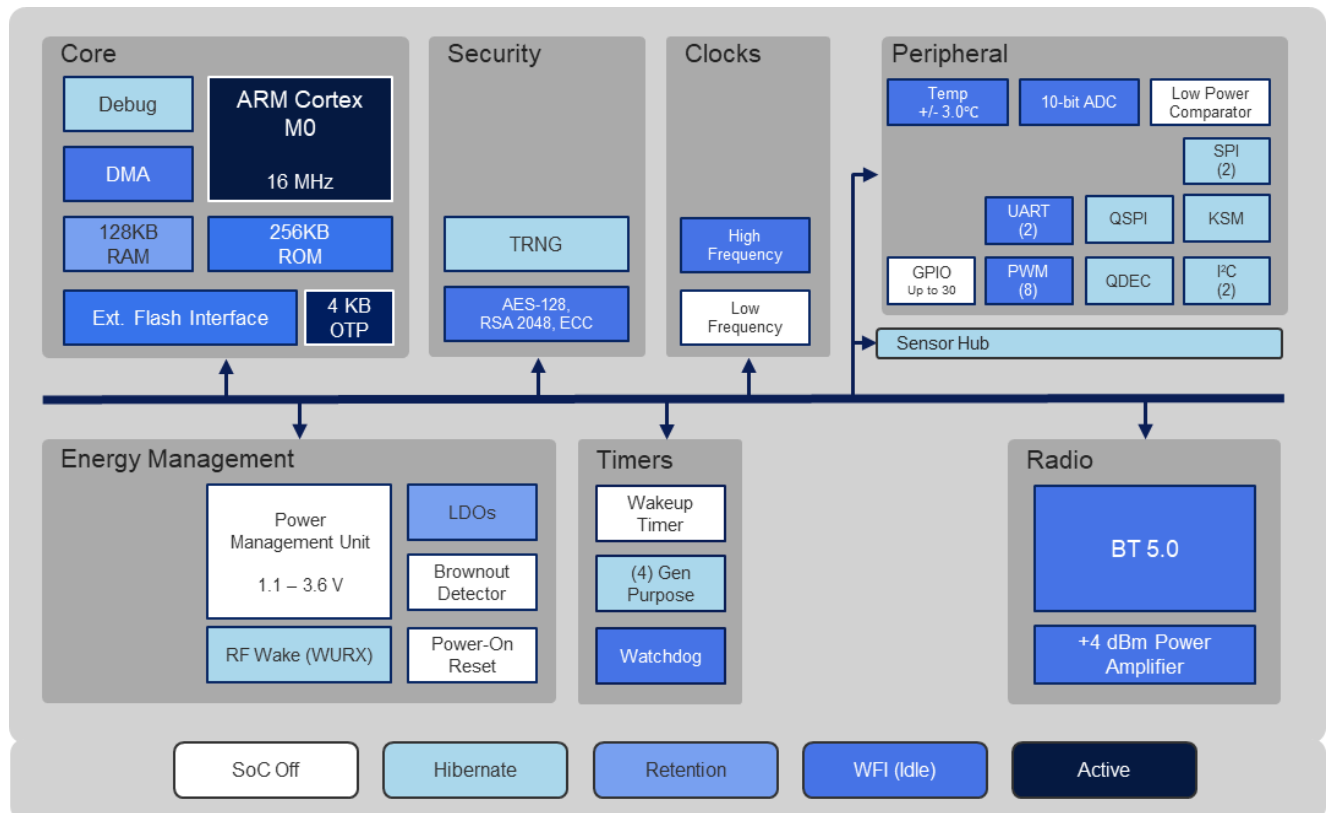 Core
Debug
ARM Cortex
M0
16 MHz
DMA
128KB
RAM
256KB
ROM
Ext. Flash Interface
4 KB
OTP
Security
TRNG
AES-128,
RSA 2048, ECC
Clocks
High
Frequency
Low
Frequency
Peripheral
Temp
+/- 3.0℃
10-bit ADC
Low Power
Comparator
SPI
(2)
UART
(2)
QSPI
KSM
GPIO
Up to 30
PWM
(8)
QDEC
I²C
(2)
Sensor Hub
Energy Management
Power
Management Unit
1.1 – 3.6 V
LDOs
Brownout
Detector
RF Wake (WURX)
Power-On
Reset
Timers
Wakeup
Timer
(4) Gen
Purpose
Watchdog
Radio
BT 5.0
+4 dBm Power
Amplifier
SoC Off
Hibernate
Retention
WFI (Idle)
Active